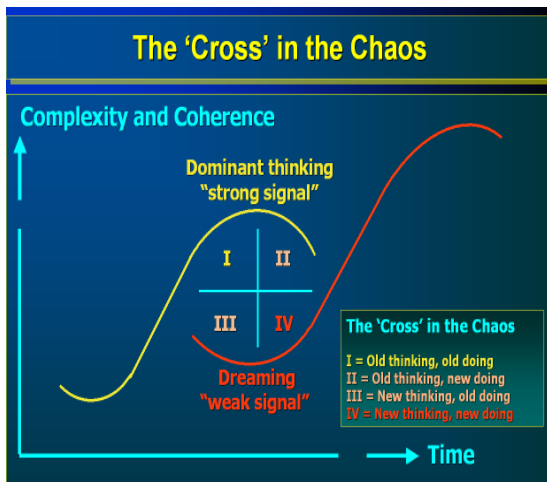 The ‘Cross’ in the Chaos
Complexity and Coherence
Dominant thinking
“strong signal”
I
II
III
IV
Dreaming
“weak signal”
The ‘Cross’ in the Chaos
I = Old thinking, old doing
II = Old thinking, new doing
III = New thinking, old doing
IV = New thinking, new doing
Time